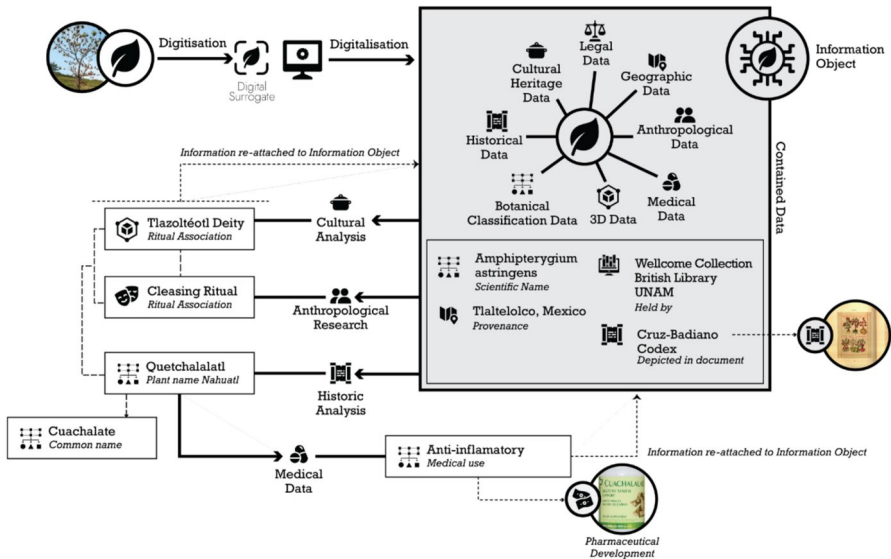 Digitisation
Digital
Surrogate
Digitalisation
Information
Object
Legal
Data
Cultural
Heritage
Data
Geographic
Data
Historical
Data
Anthropological
Data
Botanical
Classification Data
3D Data
Medical
Data
Contained Data
Amphipterygium
astringens
Scientific Name
Tlaltelolco, Mexico
Provenance
Wellcome Collection
British Library
UNAM
Held by
Cruz-Badiano
Codex
Depicted in document
Information re-attached to Information Object
Tlazoltéotl Deity
Ritual Association
Cultural
Analysis
Cleasing Ritual
Ritual Association
Anthropological
Research
Quetchalalatl
Plant name Nahuatl
Historic
Analysis
Cuachalate
Common name
Medical
Data
Anti-inflamatory
Medical use
Information re-attached to Information Object
CUACHALALATE
Pharmaceutical
Development